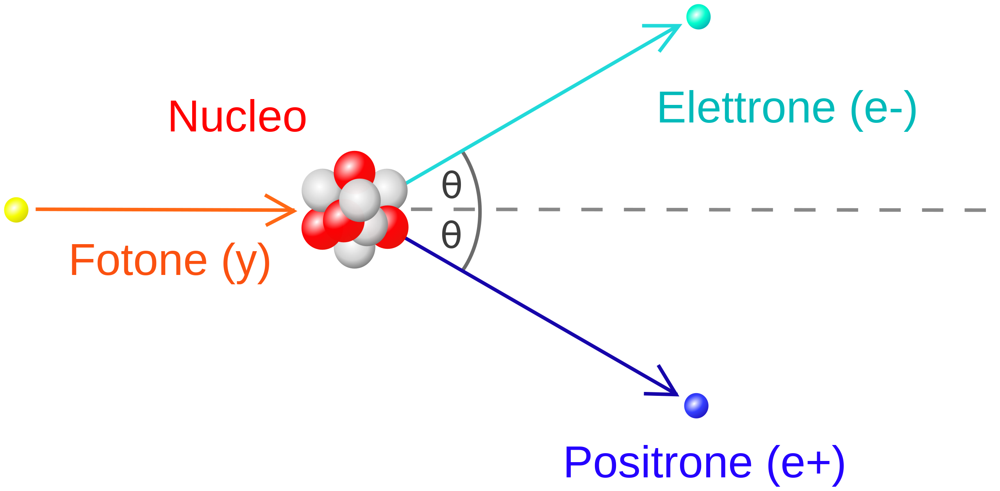 Nucleo
Elettrone (e-)
θ
θ
Fotone (y)
Positrone (e+)